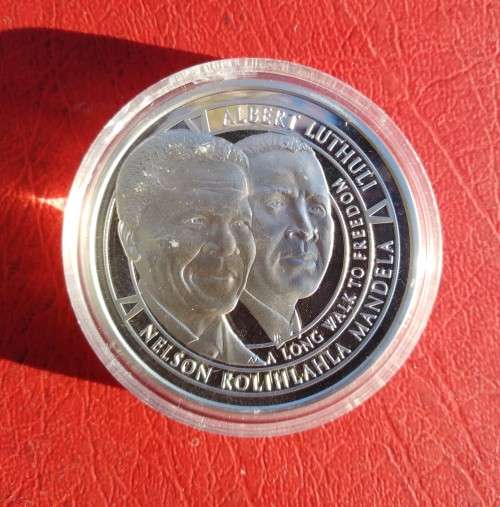 ALBERT LUTHULI
A LONG WALK TO FREEDOM
NELSON ROLIHLAHLA MANDELA